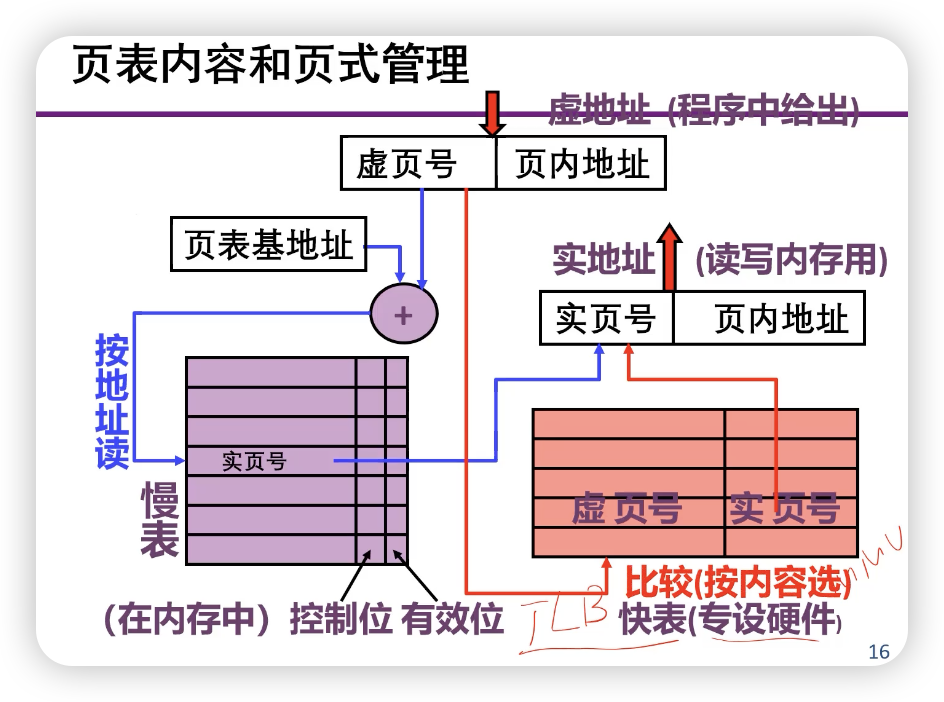 页表内容和页式管理
虚地址 (程序中给出)
虚页号 页内地址
页表基地址
实地址 (读写内存用)
+
实页号 页内地址
按地址读
实页号
慢表
虚页号 实页号
比较(按内容选)
MMU
(在内存中) 控制位 有效位
TLB
快表(专设硬件)
16